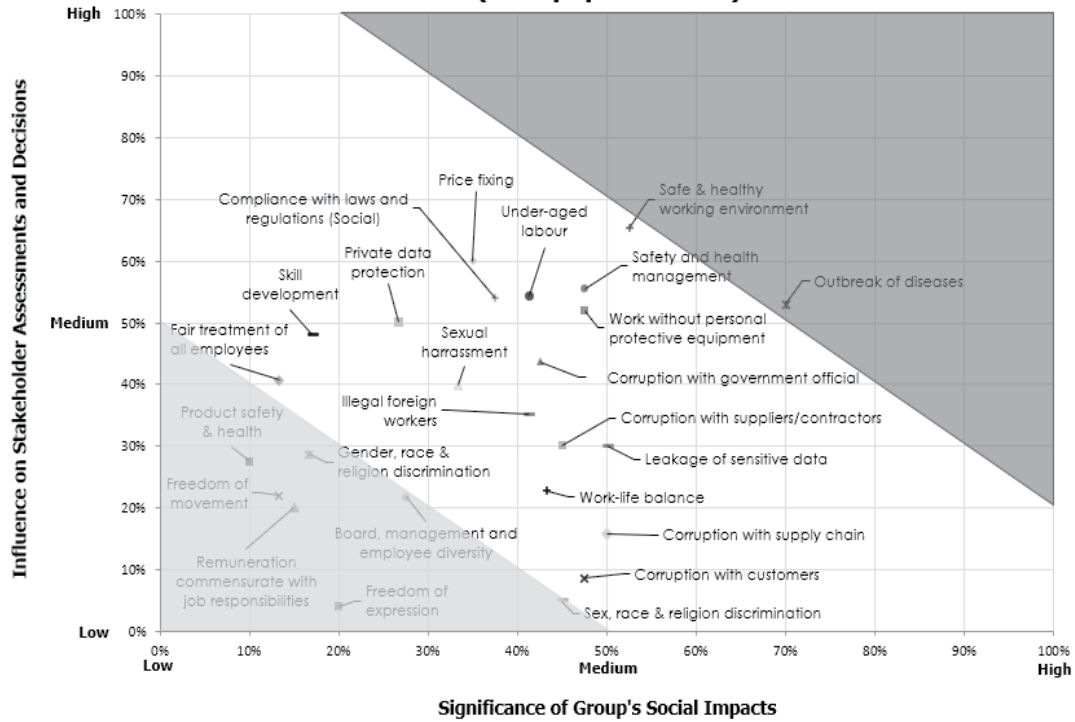 High
100%
90%
80%
70%
60%
Medium
50%
40%
30%
20%
10%
Low
0%
Influence on Stakeholder Assessments and Decisions
Price fixing
Compliance with laws and
regulations (Social)
Under-aged
labour
Safe & healthy
working environment
Private data
protection
Safety and health
management
Skill
development
Outbreak of diseases
Fair treatment of
all employees
Sexual
harrassment
Work without personal
protective equipment
Corruption with government official
Illegal foreign
workers
Product safety
& health
Corruption with suppliers/contractors
Gender, race &
religion discrimination
Leakage of sensitive data
Freedom of
movement
Work-life balance
Board, management and
employee diversity
Corruption with supply chain
Remuneration
commensurate with
job responsibilities
Freedom of
expression
Corruption with customers
Sex, race & religion discrimination
0%
10%
20%
30%
40%
50%
60%
70%
80%
90%
100%
Low
Medium
High
Significance of Group's Social Impacts